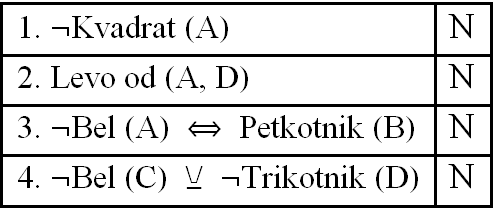 1. ¬Kvadrat (A) N
2. Levo od (A, D) N
3. ¬Bel (A) ⇔ Petkotnik (B) N
4. ¬Bel (C) ⊻ ¬Trikotnik (D) N